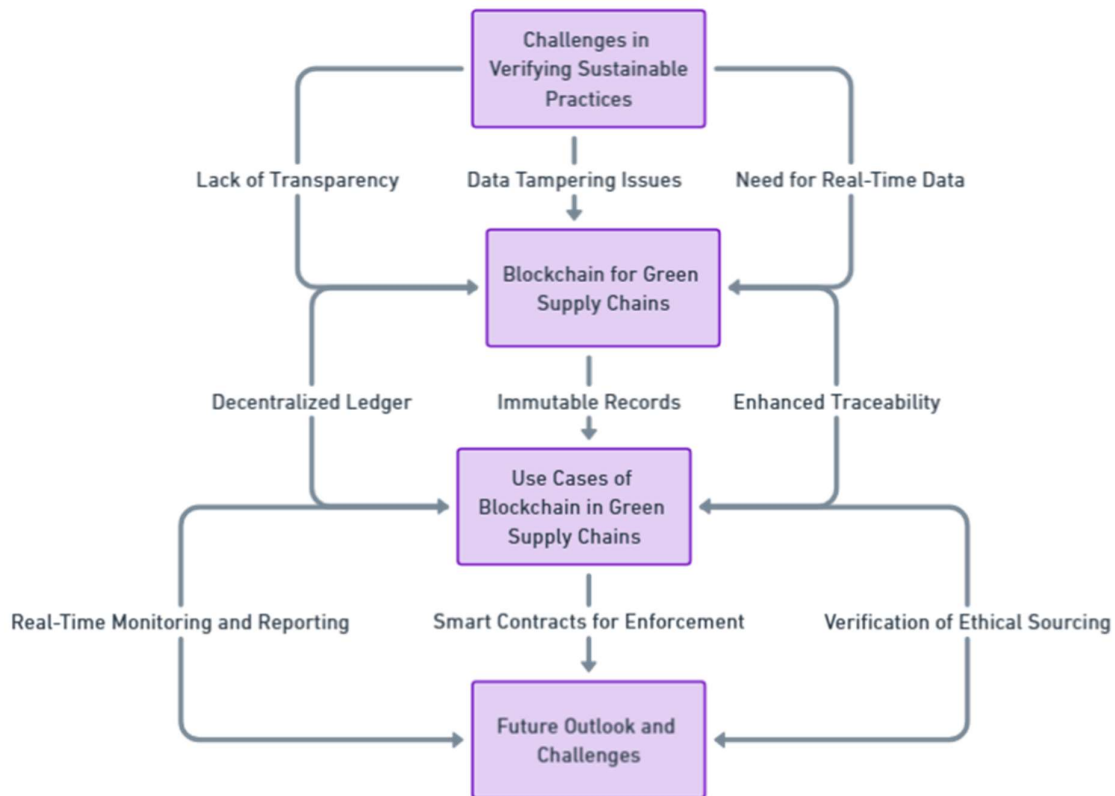 Challenges in
Verifying Sustainable
Practices
Lack of Transparency
Data Tampering Issues
Need for Real-Time Data
Blockchain for Green
Supply Chains
Decentralized Ledger
Immutable Records
Enhanced Traceability
Use Cases of
Blockchain in Green
Supply Chains
Real-Time Monitoring and Reporting
Smart Contracts for Enforcement
Verification of Ethical Sourcing
Future Outlook and
Challenges